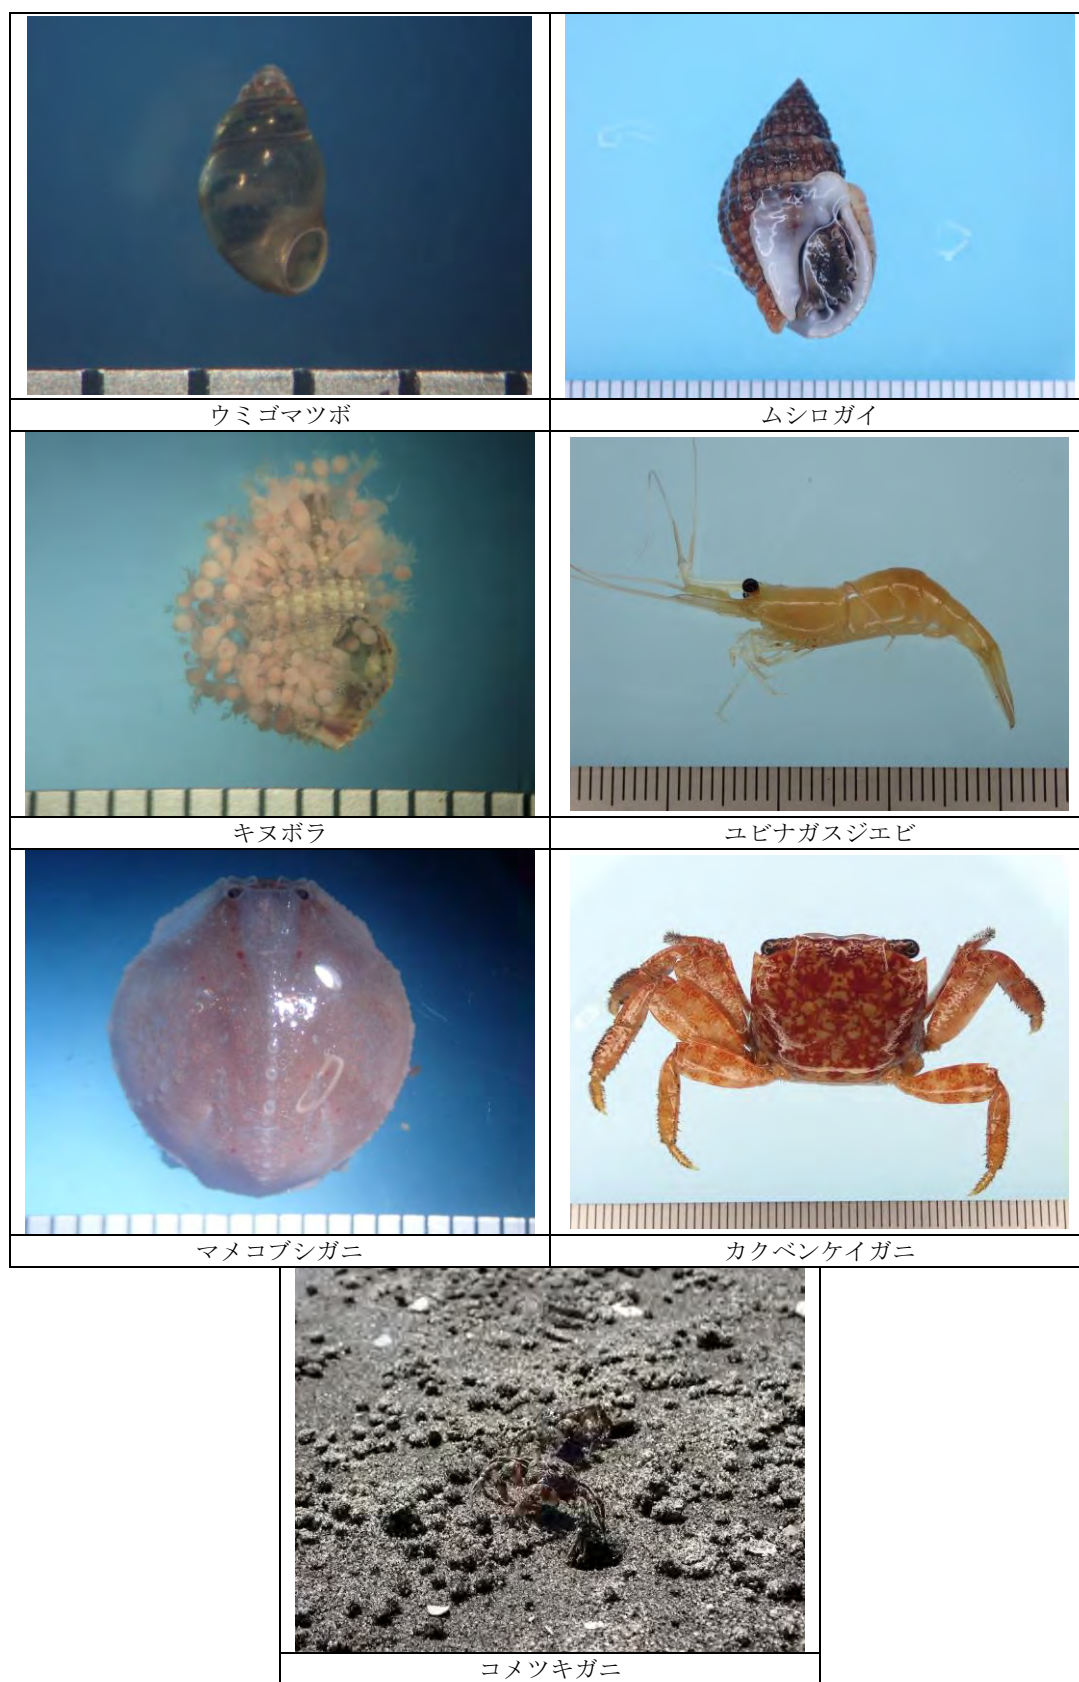 ウミゴマツボ
ムシロガイ
キヌボラ
ユビナガスジエビ
マメコブシガニ
カクベンケイガニ
コメツキガニ